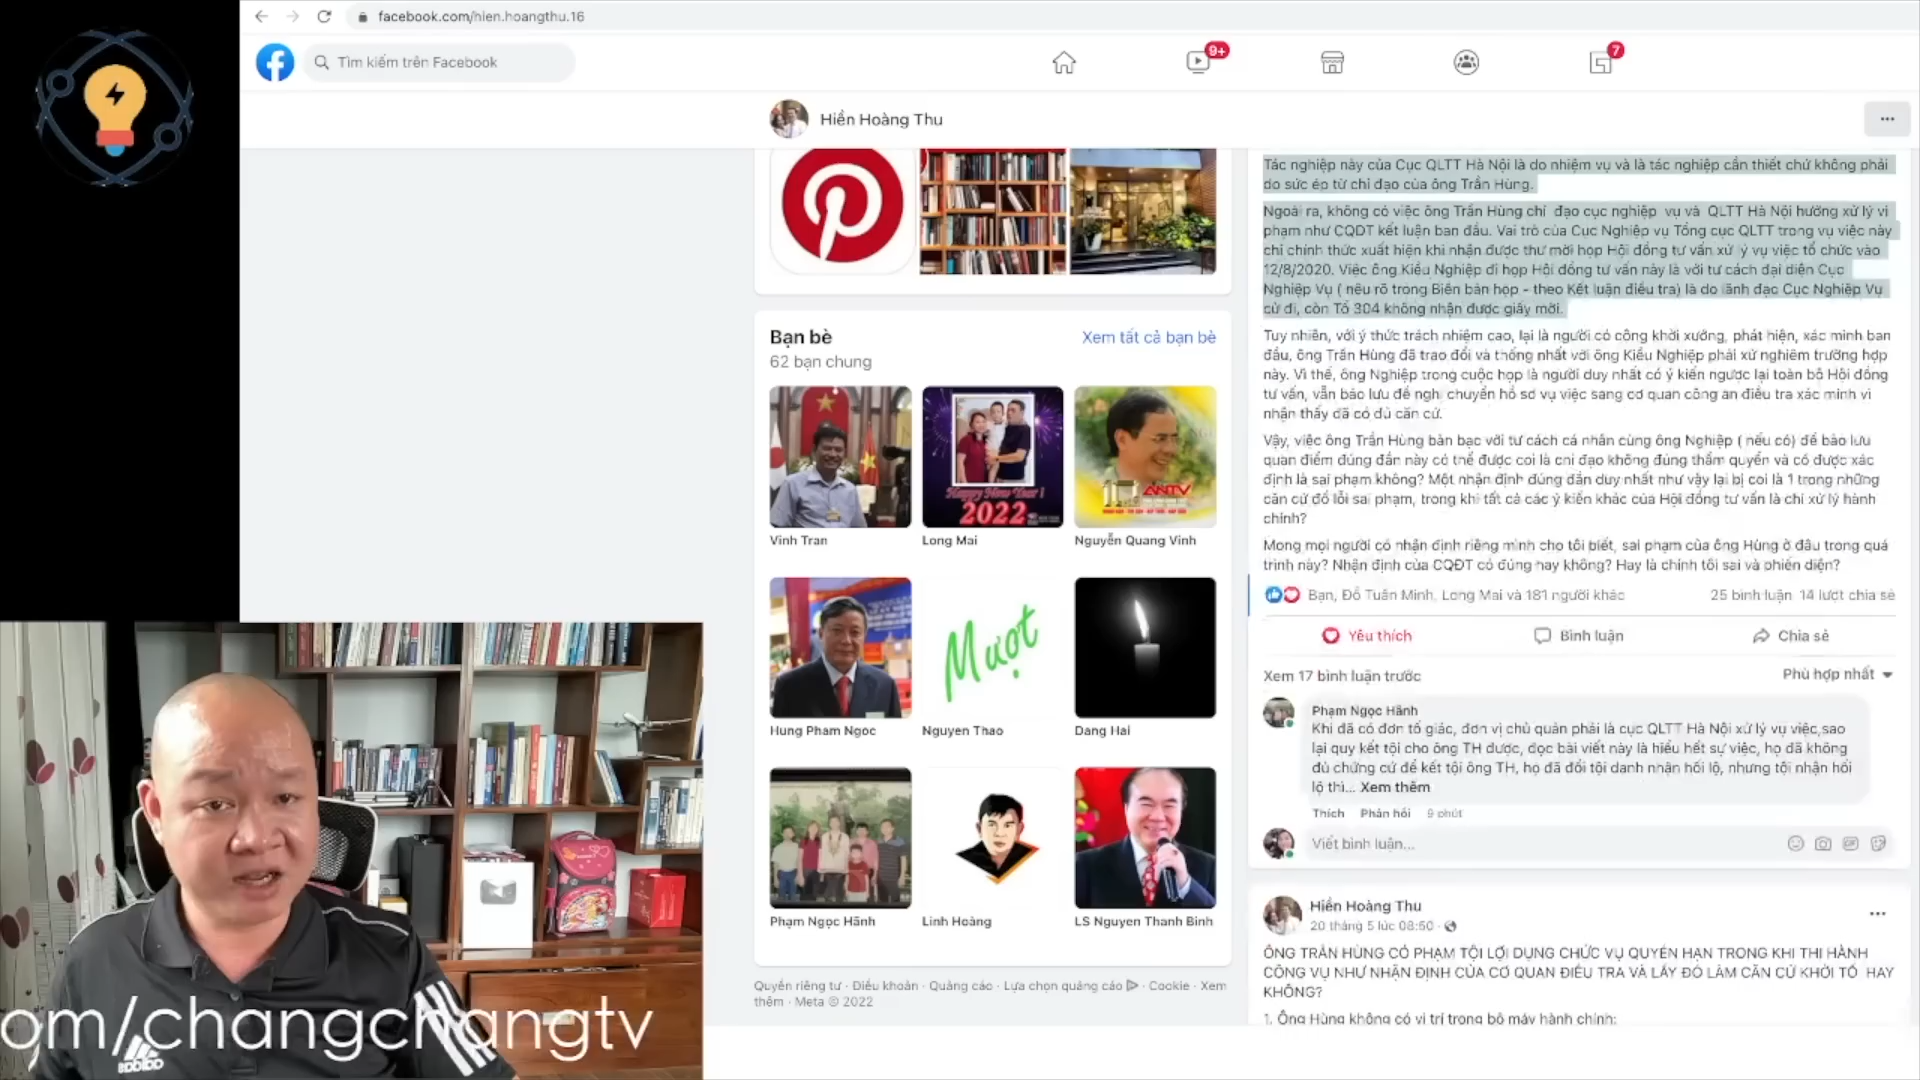 facebook.com/hien.hoangthu.16
Tìm kiếm trên Facebook
9+
7
Hiền Hoàng Thu
Bạn bè
Xem tất cả bạn bè
62 bạn chung
ANTV
Happy New Year !
2022
Vinh Tran
Long Mai
Nguyễn Quang Vinh
Mượt
Hung Pham Ngoc
Nguyen Thao
Dang Hai
Phạm Ngọc Hãnh
Linh Hoàng
LS Nguyen Thanh Binh
Quyền riêng tư · Điều khoản · Quảng cáo · Lựa chọn quảng cáo · Cookie · Xem
thêm · Meta © 2022
Tác nghiệp này của Cục QLTT Hà Nội là do nhiệm vụ và là tác nghiệp cần thiết chứ không phải
do sức ép từ chỉ đạo của ông Trần Hùng.
Ngoài ra, không có việc ông Trần Hùng chỉ đạo cục nghiệp vụ và QLTT Hà Nội hướng xử lý vi
phạm như CQDT kết luận ban đầu. Vai trò của Cục Nghiệp vụ Tổng cục QLTT trong vụ việc này
chỉ chính thức xuất hiện khi nhận được thư mời họp Hội đồng tư vấn xử lý vụ việc tổ chức vào
12/8/2020. Việc ông Kiều Nghiệp đi họp Hội đồng tư vấn này là với tư cách đại diện Cục
Nghiệp Vụ ( nêu rõ trong Biên bản họp - theo Kết luận điều tra) là do lãnh đạo Cục Nghiệp Vụ
cử đi, còn Tổ 304 không nhận được giấy mời.
Tuy nhiên, với ý thức trách nhiệm cao, lại là người có công khởi xướng, phát hiện, xác minh ban
đầu, ông Trần Hùng đã trao đổi và thống nhất với ông Kiều Nghiệp phải xử nghiêm trường hợp
này. Vì thế, ông Nghiệp trong cuộc họp là người duy nhất có ý kiến ngược lại toàn bộ Hội đồng
tư vấn, vẫn bảo lưu đề nghị chuyển hồ sơ vụ việc sang cơ quan công an điều tra xác minh vì
nhận thấy đã có đủ căn cứ.
Vậy, việc ông Trần Hùng bàn bạc với tư cách cá nhân cùng ông Nghiệp ( nếu có) để bảo lưu
quan điểm đúng đắn này có thể được coi là chỉ đạo không đúng thẩm quyền và có được xác
định là sai phạm không? Một nhận định đúng đắn duy nhất như vậy lại bị coi là 1 trong những
căn cứ đổ lỗi sai phạm, trong khi tất cả các ý kiến khác của Hội đồng tư vấn là chỉ xử lý hành
chính?
Mong mọi người có nhận định riêng mình cho tôi biết, sai phạm của ông Hùng ở đâu trong quá
trình này? Nhận định của CQĐT có đúng hay không? Hay là chính tôi sai và phiến diện?
Bạn, Đỗ Tuấn Minh, Long Mai và 181 người khác
25 bình luận 14 lượt chia sẻ
Yêu thích
Bình luận
Chia sẻ
Xem 17 bình luận trước
Phù hợp nhất
Phạm Ngọc Hãnh
Khi đã có đơn tố giác, đơn vị chủ quản phải là cục QLTT Hà Nội xử lý vụ việc,sao
lại quy kết tội cho ông TH được, đọc bài viết này là hiểu hết sự việc, họ đã không
đủ chứng cứ để kết tội ông TH, họ đã đổi tội danh nhận hối lộ, nhưng tội nhận hối
lộ thì... Xem thêm
Thích Phản hồi 9 phút
Viết bình luận...
Hiền Hoàng Thu
20 tháng 5 lúc 08:50 ·
ÔNG TRẦN HÙNG CÓ PHẠM TỘI LỢI DỤNG CHỨC VỤ QUYỀN HẠN TRONG KHI THI HÀNH
CÔNG VỤ NHƯ NHẬN ĐỊNH CỦA CƠ QUAN ĐIỀU TRA VÀ LẤY ĐÓ LÀM CĂN CỨ KHỞI TỐ HAY
KHÔNG?
1. Ông Hùng không có vị trí trong bộ máy hành chính:
om/changchangtv
adidas